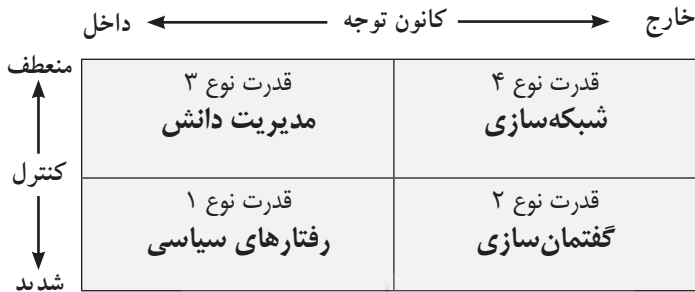 خارج کانون توجه داخل
منعطف
قدرت نوع ۴ قدرت نوع ۳
شبکه‌سازی مدیریت دانش
کنترل
قدرت نوع ۲ قدرت نوع ۱
گفتمان‌سازی رفتارهای سیاسی
شدید